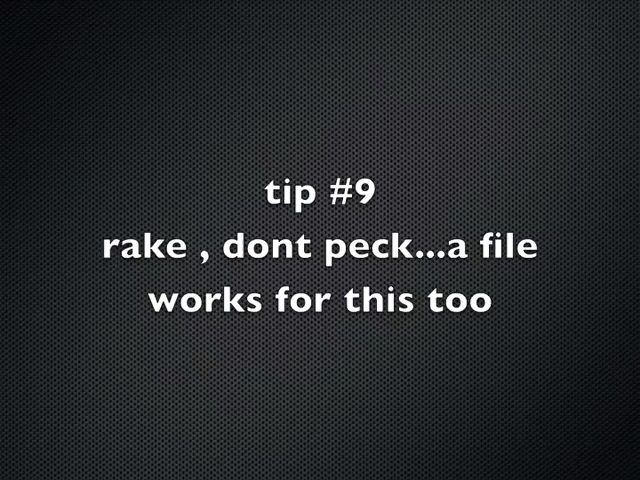 tip #9
rake , dont peck...a file
works for this too